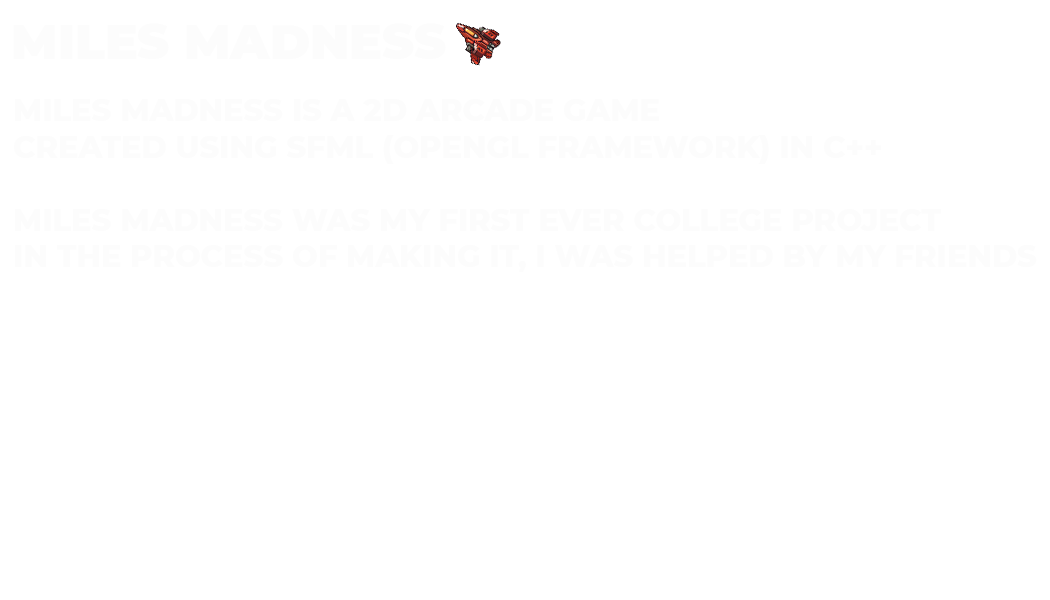 MILES MADNESS
MILES MADNESS IS A 2D ARCADE GAME
CREATED USING SFML (OPENGL FRAMEWORK) IN C++
MILES MADNESS WAS MY FIRST EVER COLLEGE PROJECT
IN THE PROCESS OF MAKING IT, I WAS HELPED BY MY FRIENDS